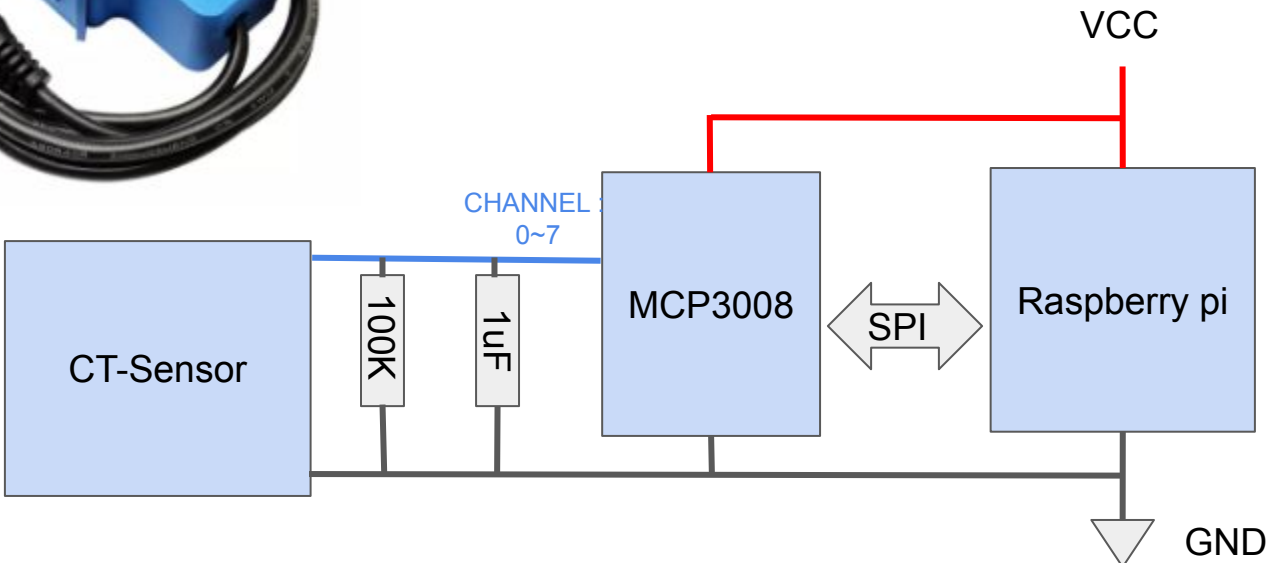 VCC
CHANNEL :
0~7
CT-Sensor
100K
1uF
MCP3008
SPI
Raspberry pi
GND